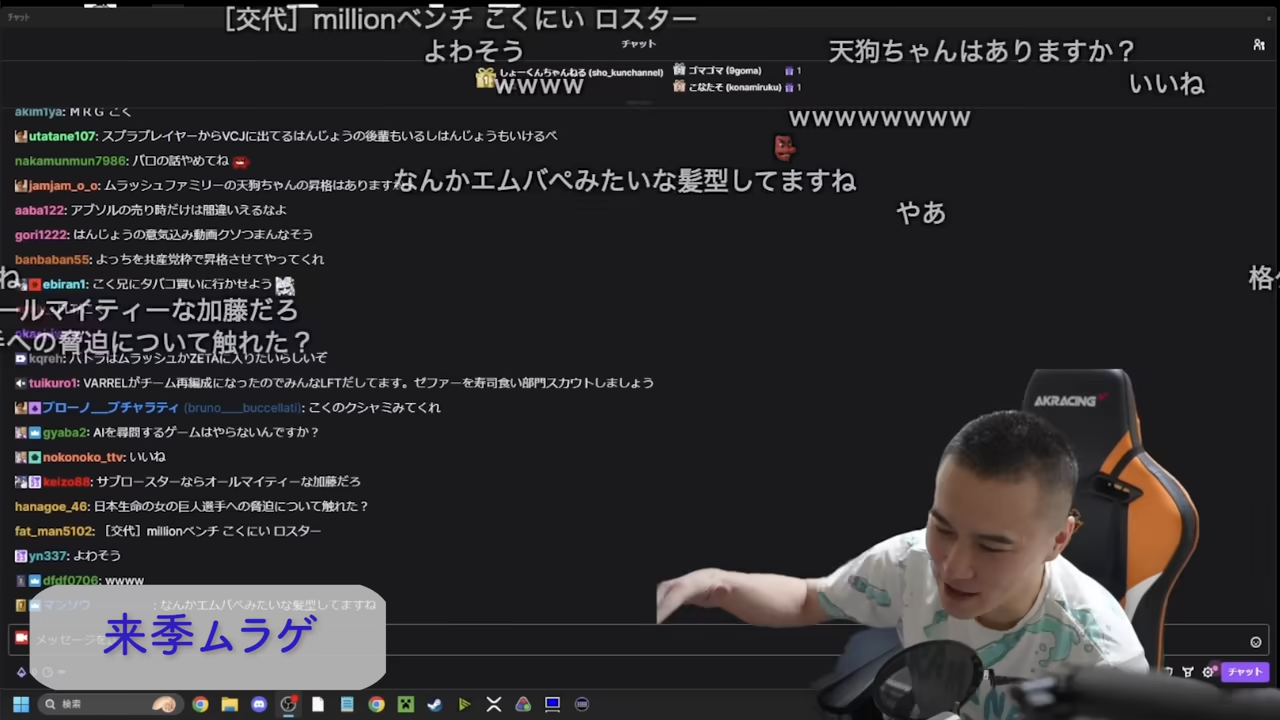 チャット
[交代] millionベンチ こくにい ロスター
よわそう
チャット
天狗ちゃんはありますか？
しょーくんちゃんねる (sho_kunchannel)
ゴマゴマ (9goma) 1
こなたそ (konamiruku) 1
wwww
いいね
akim1ya: M R G こく
wwwwwwww
utatane107: スプラプレイヤーからVCJに出てるはんじょうの後輩もいるしはんじょうもいけるべ
nakamunmun7986: バロの話やめてね
jamjam_o_o: ムラッシュファミリーの天狗ちゃんの昇格はあります
なんかエムバペみたいな髪型してますね
aaba122: アブソルの売り時だけは間違いえるなよ
やあ
gori1222: はんじょうの意気込み動画クソつまんなそう
banbaban55: よっちを共産党枠で昇格させてやってくれ
ね
ebiran1: こく兄にタバコ買いに行かせよう
ールマイティーな加藤だろ
手への脅迫について触れた？
kqreh: ハトラはムラッシュかZETAに入りたいらしいぞ
tuikuro1: VARRELがチーム再編成になったのでみんなLFTだしてます。ゼファーを寿司食い部門スカウトしましょう
ブローノ__ブチャラティ (bruno___buccellati): こくのクシャミみてくれ
gyaba2: AIを尋問するゲームはやらないんですか？
nokonoko_ttv: いいね
keizo88: サブロースターならオールマイティーな加藤だろ
hanagoe_46: 日本生命の女の巨人選手への脅迫について触れた？
fat_man5102: [交代] millionベンチ こくにい ロスター
yn337: よわそう
dfdf0706: wwww
マンソウ : なんかエムバペみたいな髪型してますね
来季ムラゲ
メッセージを
チャット
検索
AKRACING